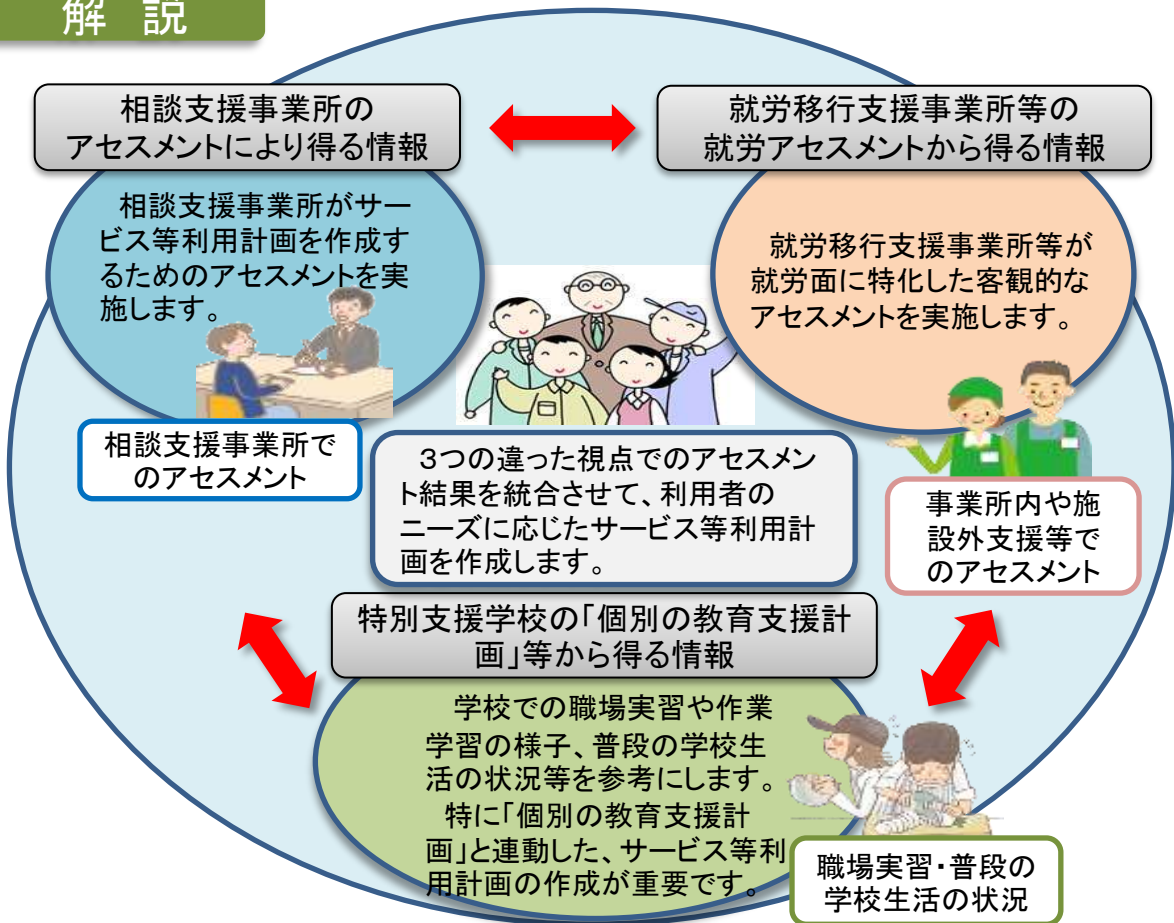 解　説
相談支援事業所の
アセスメントにより得る情報
就労移行支援事業所等の
就労アセスメントから得る情報
相談支援事業所がサー
ビス等利用計画を作成す
るためのアセスメントを実
施します。
就労移行支援事業所等が
就労面に特化した客観的な
アセスメントを実施します。
相談支援事業所で
のアセスメント
３つの違った視点でのアセスメン
ト結果を統合させて、利用者の
ニーズに応じたサービス等利用計
画を作成します。
事業所内や施
設外支援等で
のアセスメント
特別支援学校の「個別の教育支援計
画」等から得る情報
学校での職場実習や作業
学習の様子、普段の学校生
活の状況等を参考にします。
特に「個別の教育支援計
画」と連動した、サービス等利
用計画の作成が重要です。
職場実習・普段の
学校生活の状況